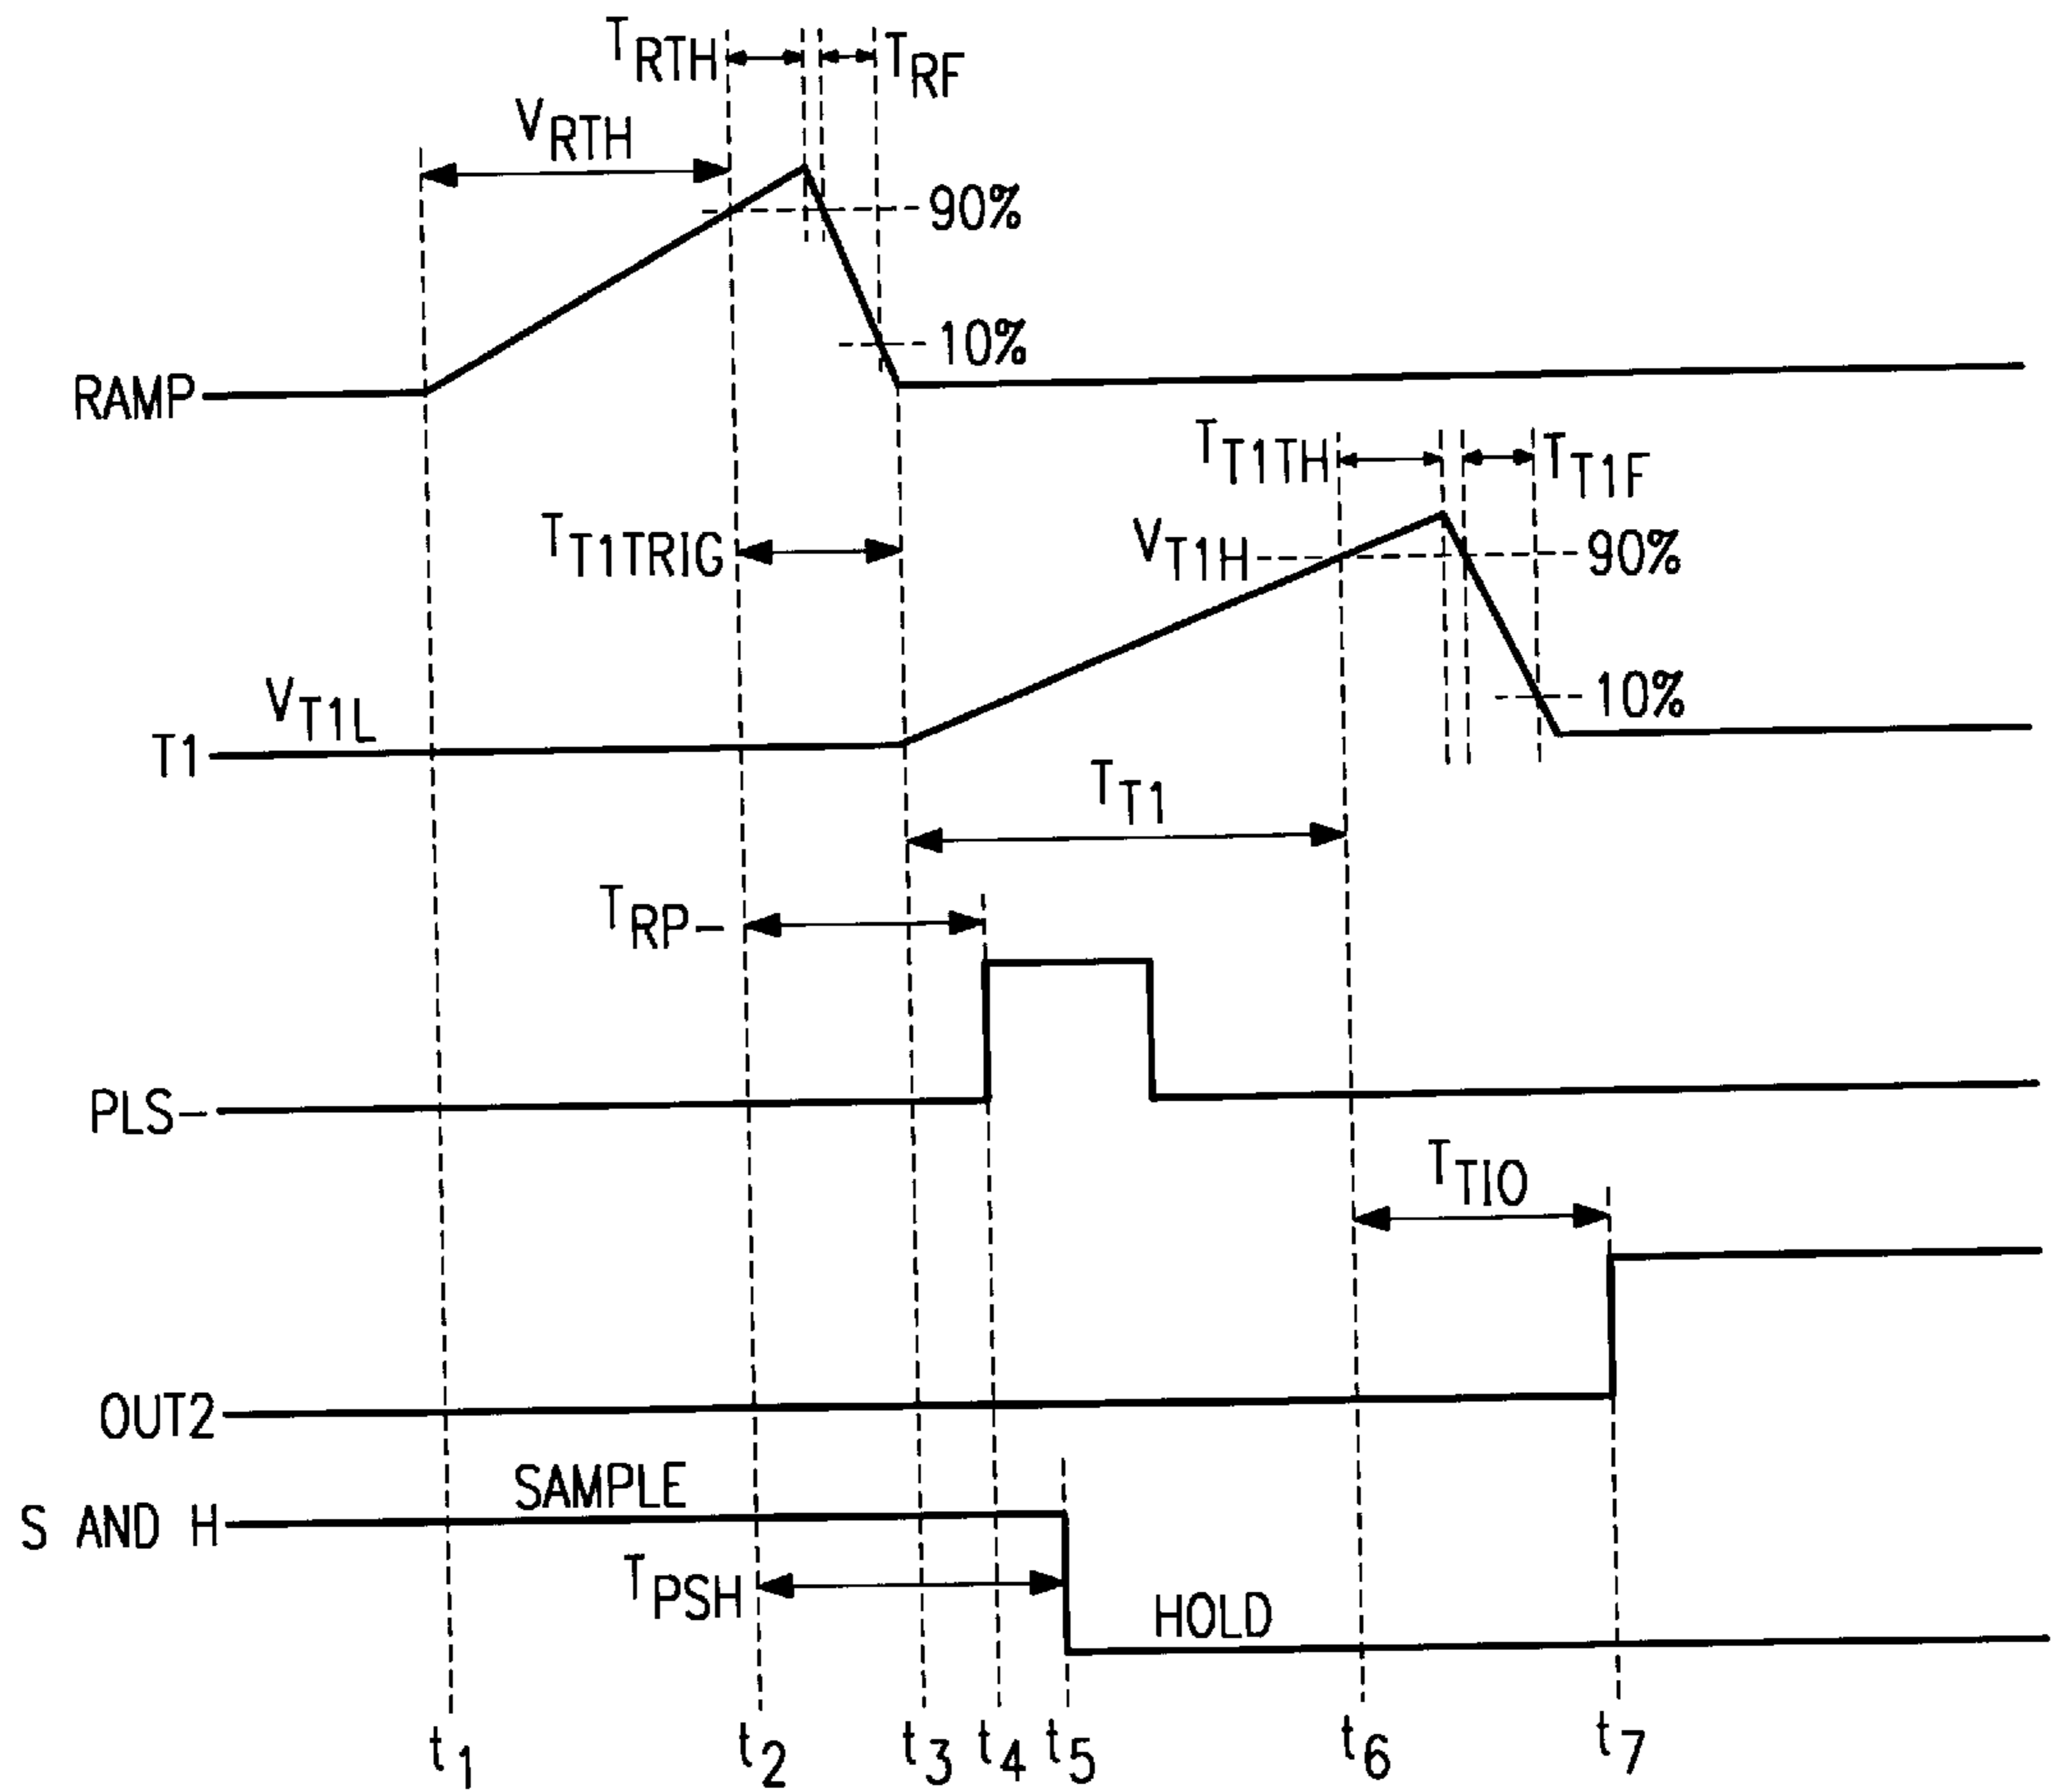 T_RTH
T_RF
V_RTH
90%
10%
RAMP
T_T1TH
T_T1F
T_T1TRIG
V_T1H
90%
V_T1L
10%
T1
T_T1
T_RP-
PLS-
T_TIO
OUT2
SAMPLE
S AND H
T_PSH
HOLD
t_1 t_2 t_3 t_4 t_5 t_6 t_7